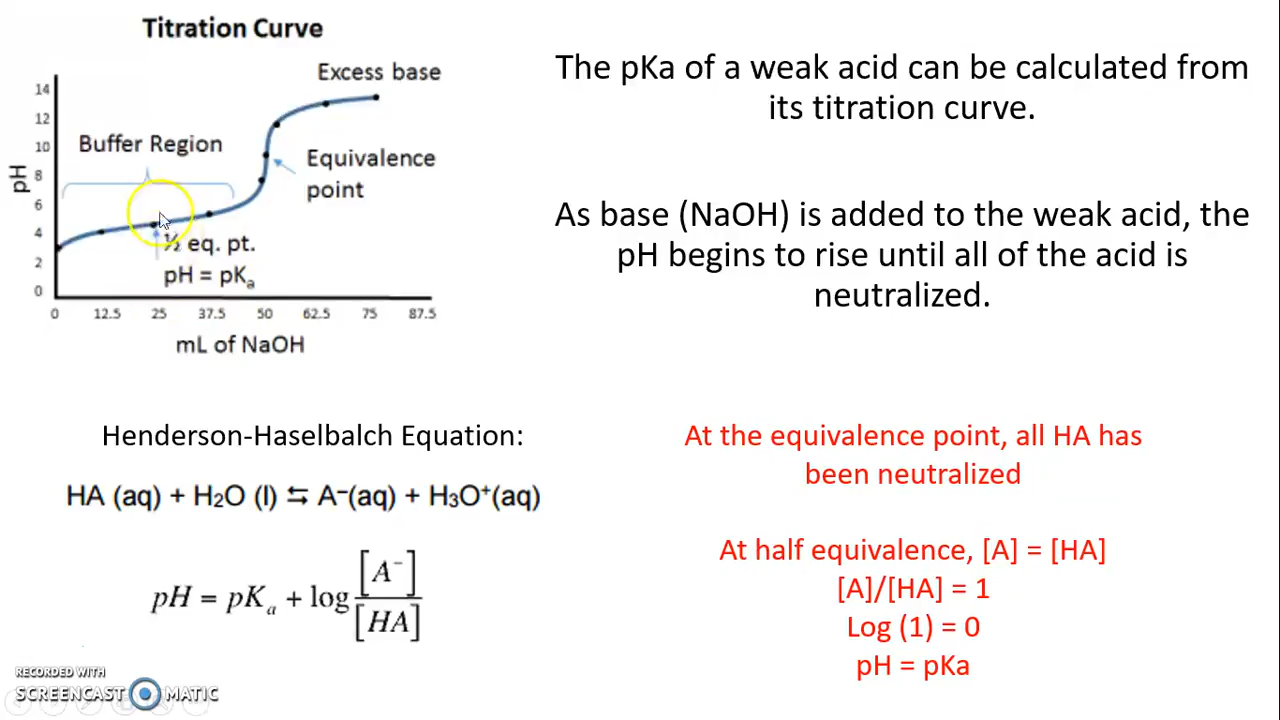 Titration Curve
Excess base
14
12
10
8
6
4
2
0
pH
Buffer Region
Equivalence
point
½ eq. pt.
pH = pKₐ
0 12.5 25 37.5 50 62.5 75 87.5
mL of NaOH
The pKa of a weak acid can be calculated from
its titration curve.
As base (NaOH) is added to the weak acid, the
pH begins to rise until all of the acid is
neutralized.
Henderson-Haselbalch Equation:
HA (aq) + H₂O (l) ⇆ A⁻(aq) + H₃O⁺(aq)
pH = pKₐ + log [A⁻]/[HA]
At the equivalence point, all HA has
been neutralized
At half equivalence, [A] = [HA]
[A]/[HA] = 1
Log (1) = 0
pH = pKa
RECORDED WITH
SCREENCAST MATIC